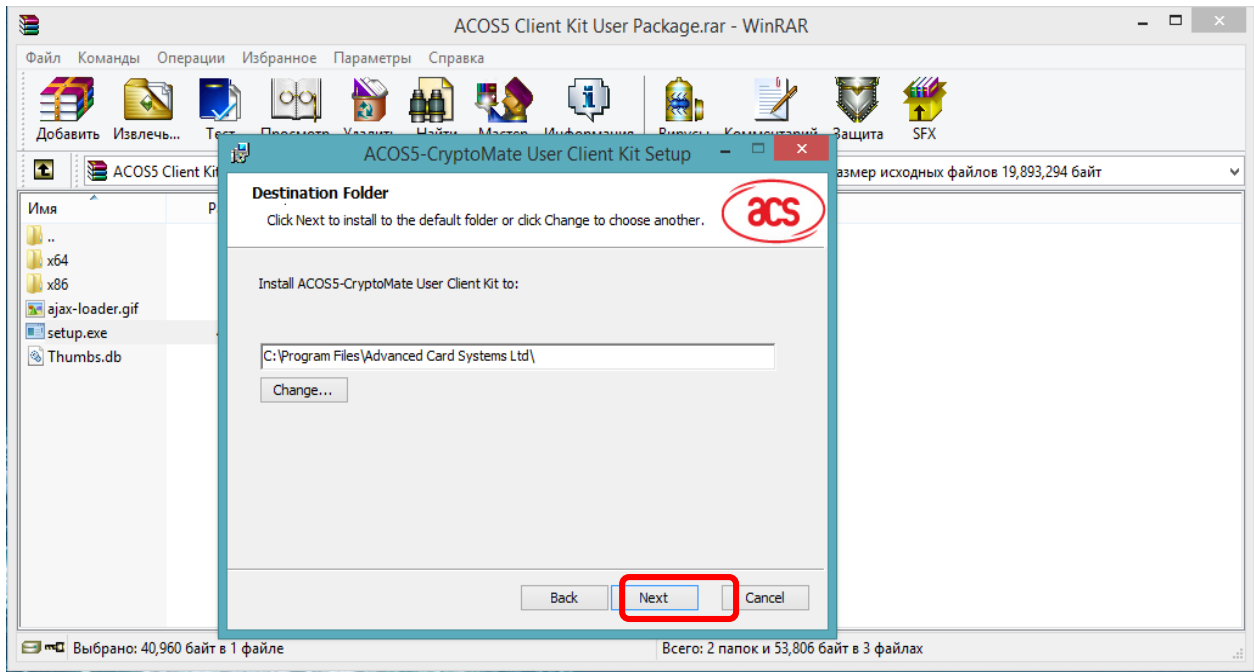 ACOS5 Client Kit User Package.rar - WinRAR
Файл Команды Операции Избранное Параметры Справка
Добавить Извлечь... Тест Просмотр Удалить Найти Мастер Информация Вирусы Комментарий Защита SFX
ACOS5 Client Kit
размер исходных файлов 19,893,294 байт
Имя
..
x64
x86
ajax-loader.gif
setup.exe
Thumbs.db
ACOS5-CryptoMate User Client Kit Setup
Destination Folder
Click Next to install to the default folder or click Change to choose another.
acs
Install ACOS5-CryptoMate User Client Kit to:
C:\Program Files\Advanced Card Systems Ltd\
Change...
Back Next Cancel
Выбрано: 40,960 байт в 1 файле
Всего: 2 папок и 53,806 байт в 3 файлах